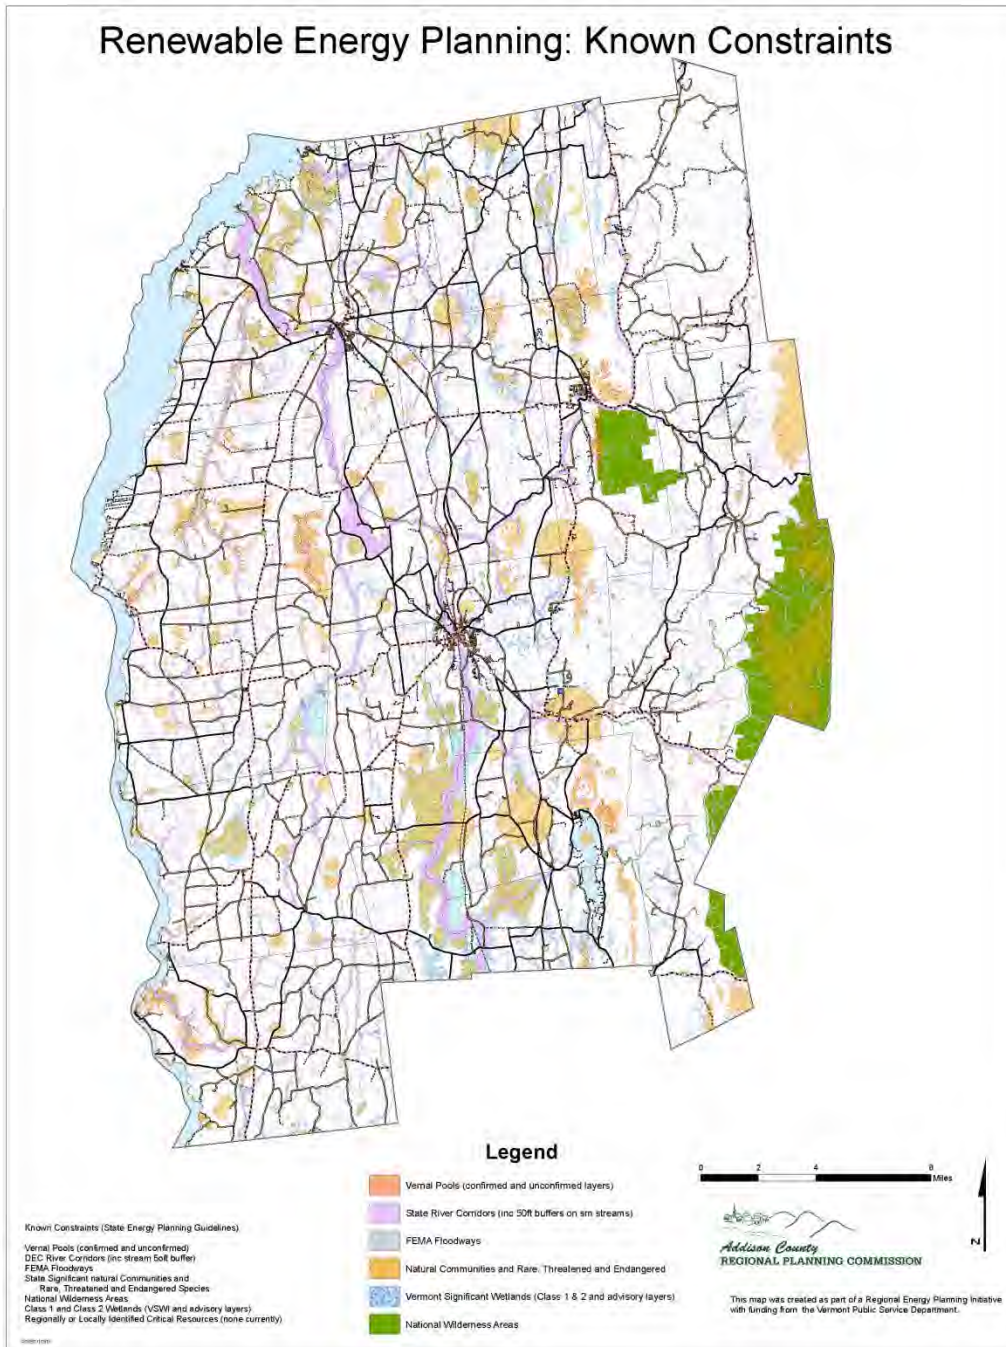 Renewable Energy Planning: Known Constraints
Legend
Vernal Pools (confirmed and unconfirmed layers)
State River Corridors (inc 50ft buffers on sm streams)
FEMA Floodways
Natural Communities and Rare, Threatened and Endangered
Vermont Significant Wetlands (Class 1 & 2 and advisory layers)
National Wilderness Areas
Known Constraints (State Energy Planning Guidelines)
Vernal Pools (confirmed and unconfirmed)
DEC River Corridors (inc stream 50ft buffer)
FEMA Floodways
State Significant natural Communities and
Rare, Threatened and Endangered Species
National Wilderness Areas
Class 1 and Class 2 Wetlands (VSWI and advisory layers)
Regionally or Locally Identified Critical Resources (none currently)
0 2 4 8
Miles
N
Addison County
REGIONAL PLANNING COMMISSION
This map was created as part of a Regional Energy Planning Initiative
with funding from the Vermont Public Service Department.